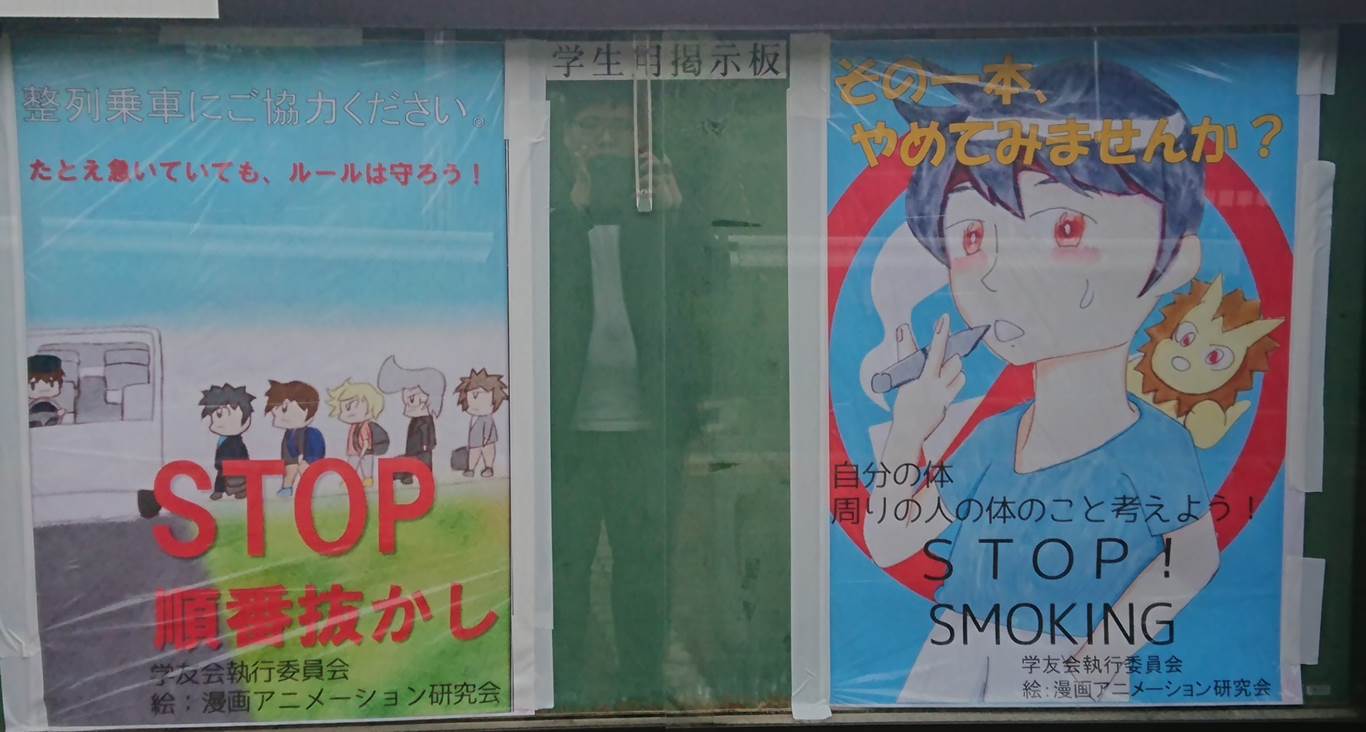 整列乗車にご協力ください。
たとえ急いていても、ルールは守ろう！
STOP
順番抜かし
学友会執行委員会
絵：漫画アニメーション研究会
学生用掲示板
その一本、
やめてみませんか？
自分の体
周りの人の体のこと考えよう！
STOP！
SMOKING
学友会執行委員会
絵：漫画アニメーション研究会